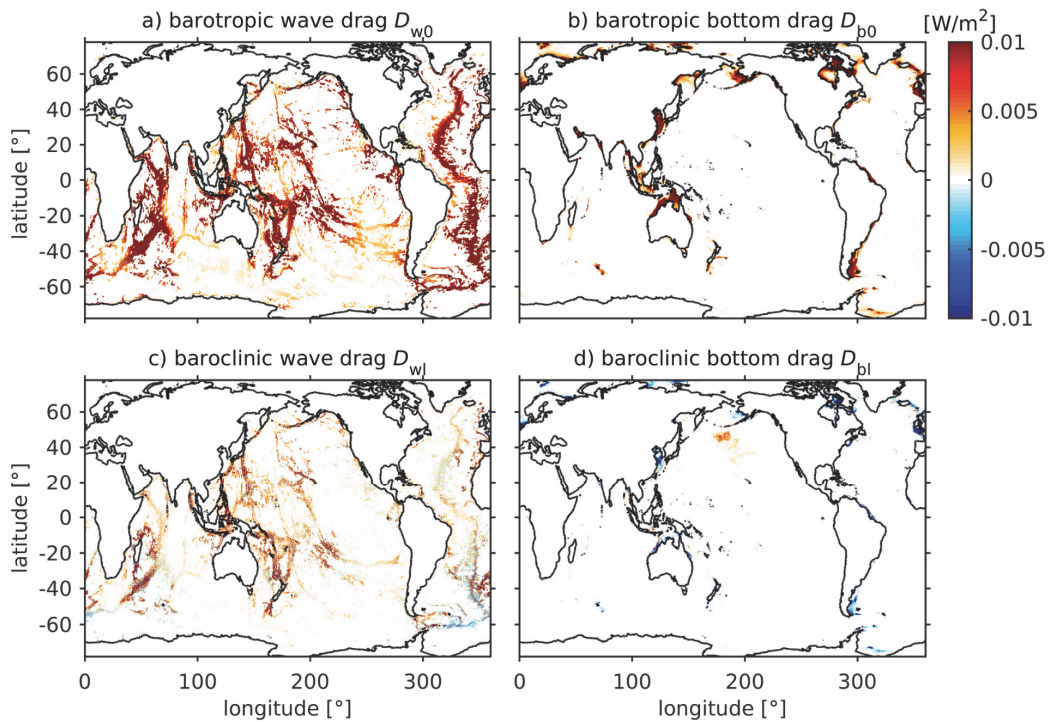 a) barotropic wave drag D_w0
b) barotropic bottom drag D_b0
[W/m²]
60
40
20
0
-20
-40
-60
latitude [°]
0.01
0.005
0
-0.005
-0.01
c) baroclinic wave drag D_wl
d) baroclinic bottom drag D_bl
60
40
20
0
-20
-40
-60
latitude [°]
0 100 200 300
longitude [°]
0 100 200 300
longitude [°]